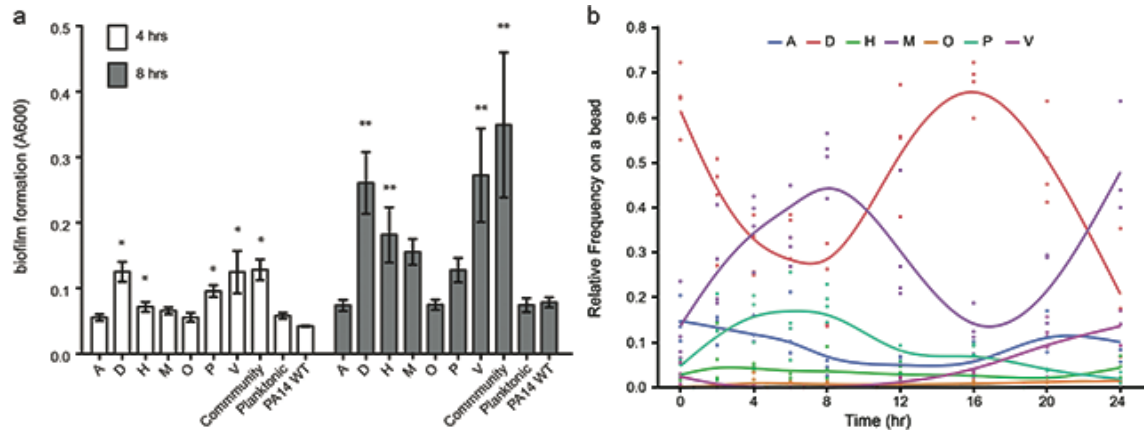 a
biofilm formation (A600)
0.5
0.4
0.3
0.2
0.1
0.0
4 hrs
8 hrs
* * * * *
** ** ** **
A D H M O P V Commmunity Planktonic PA14 WT
A D H M O P V Community Planktonic PA14 WT
b
Relative Frequency on a bead
0.8
0.7
0.6
0.5
0.4
0.3
0.2
0.1
0.0
A D H M O P V
0 4 8 12 16 20 24
Time (hr)